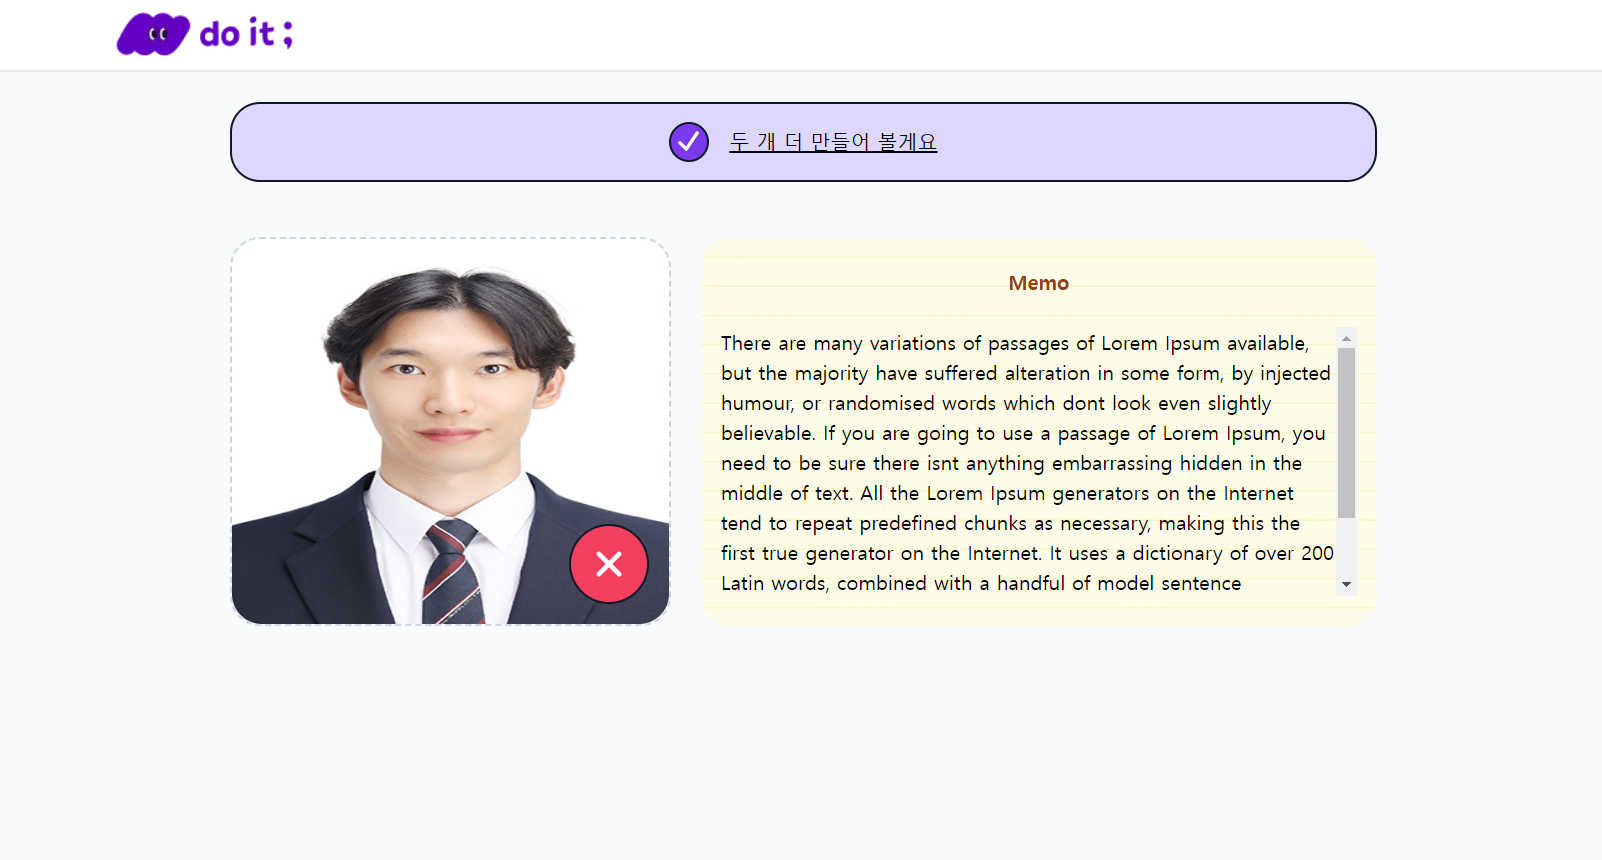 do it ;
두 개 더 만들어 볼게요
Memo
There are many variations of passages of Lorem Ipsum available,
but the majority have suffered alteration in some form, by injected
humour, or randomised words which dont look even slightly
believable. If you are going to use a passage of Lorem Ipsum, you
need to be sure there isnt anything embarrassing hidden in the
middle of text. All the Lorem Ipsum generators on the Internet
tend to repeat predefined chunks as necessary, making this the
first true generator on the Internet. It uses a dictionary of over 200
Latin words, combined with a handful of model sentence